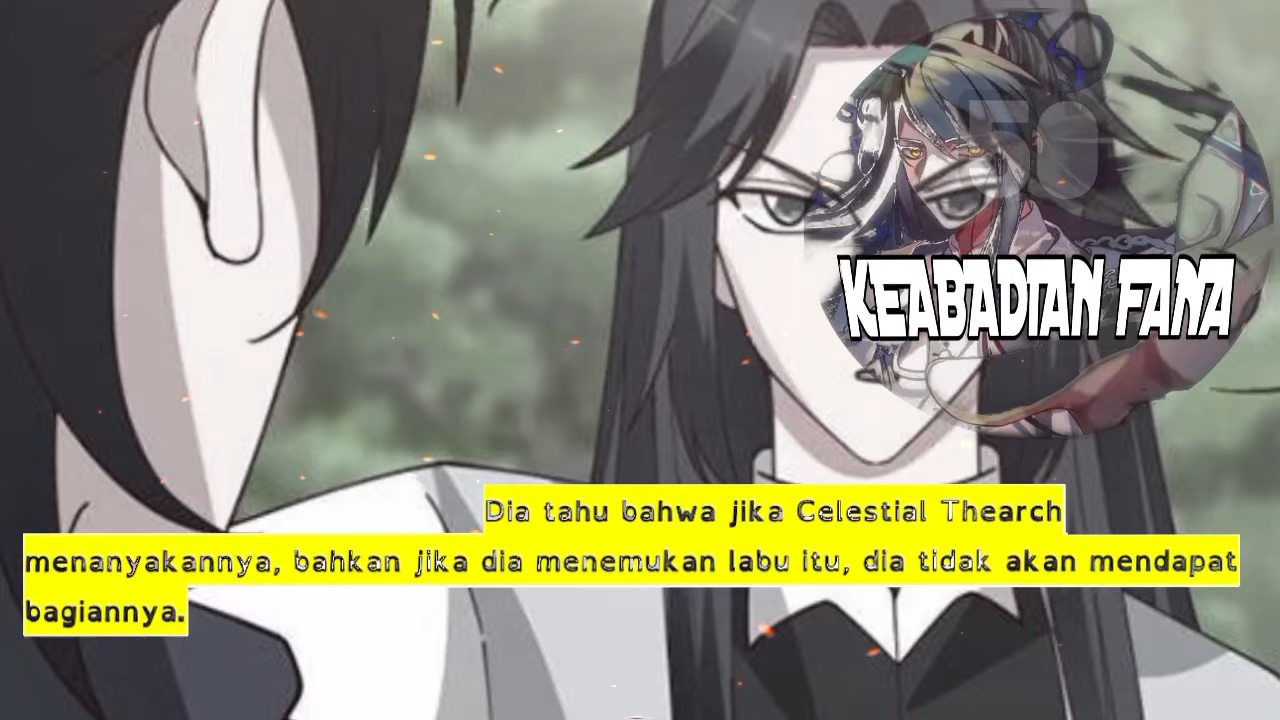 50
KEABADIAN FANA
Dia tahu bahwa jika Celestial Thearch
menanyakannya, bahkan jika dia menemukan labu itu, dia tidak akan mendapat
bagiannya.